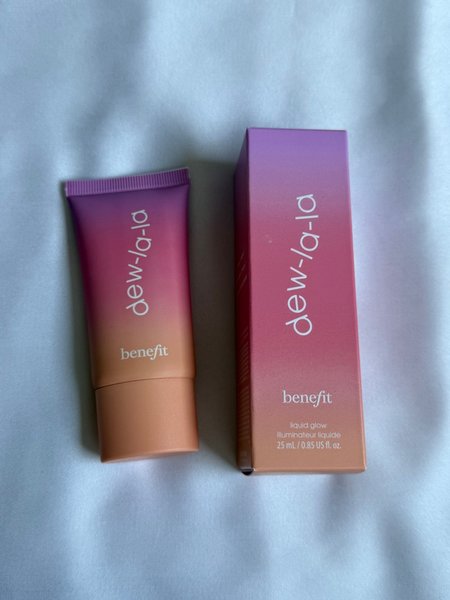 dew-la-la
benefit
dew-la-la
benefit
liquid glow
illuminateur liquide
25 mL / 0.85 US fl. oz.